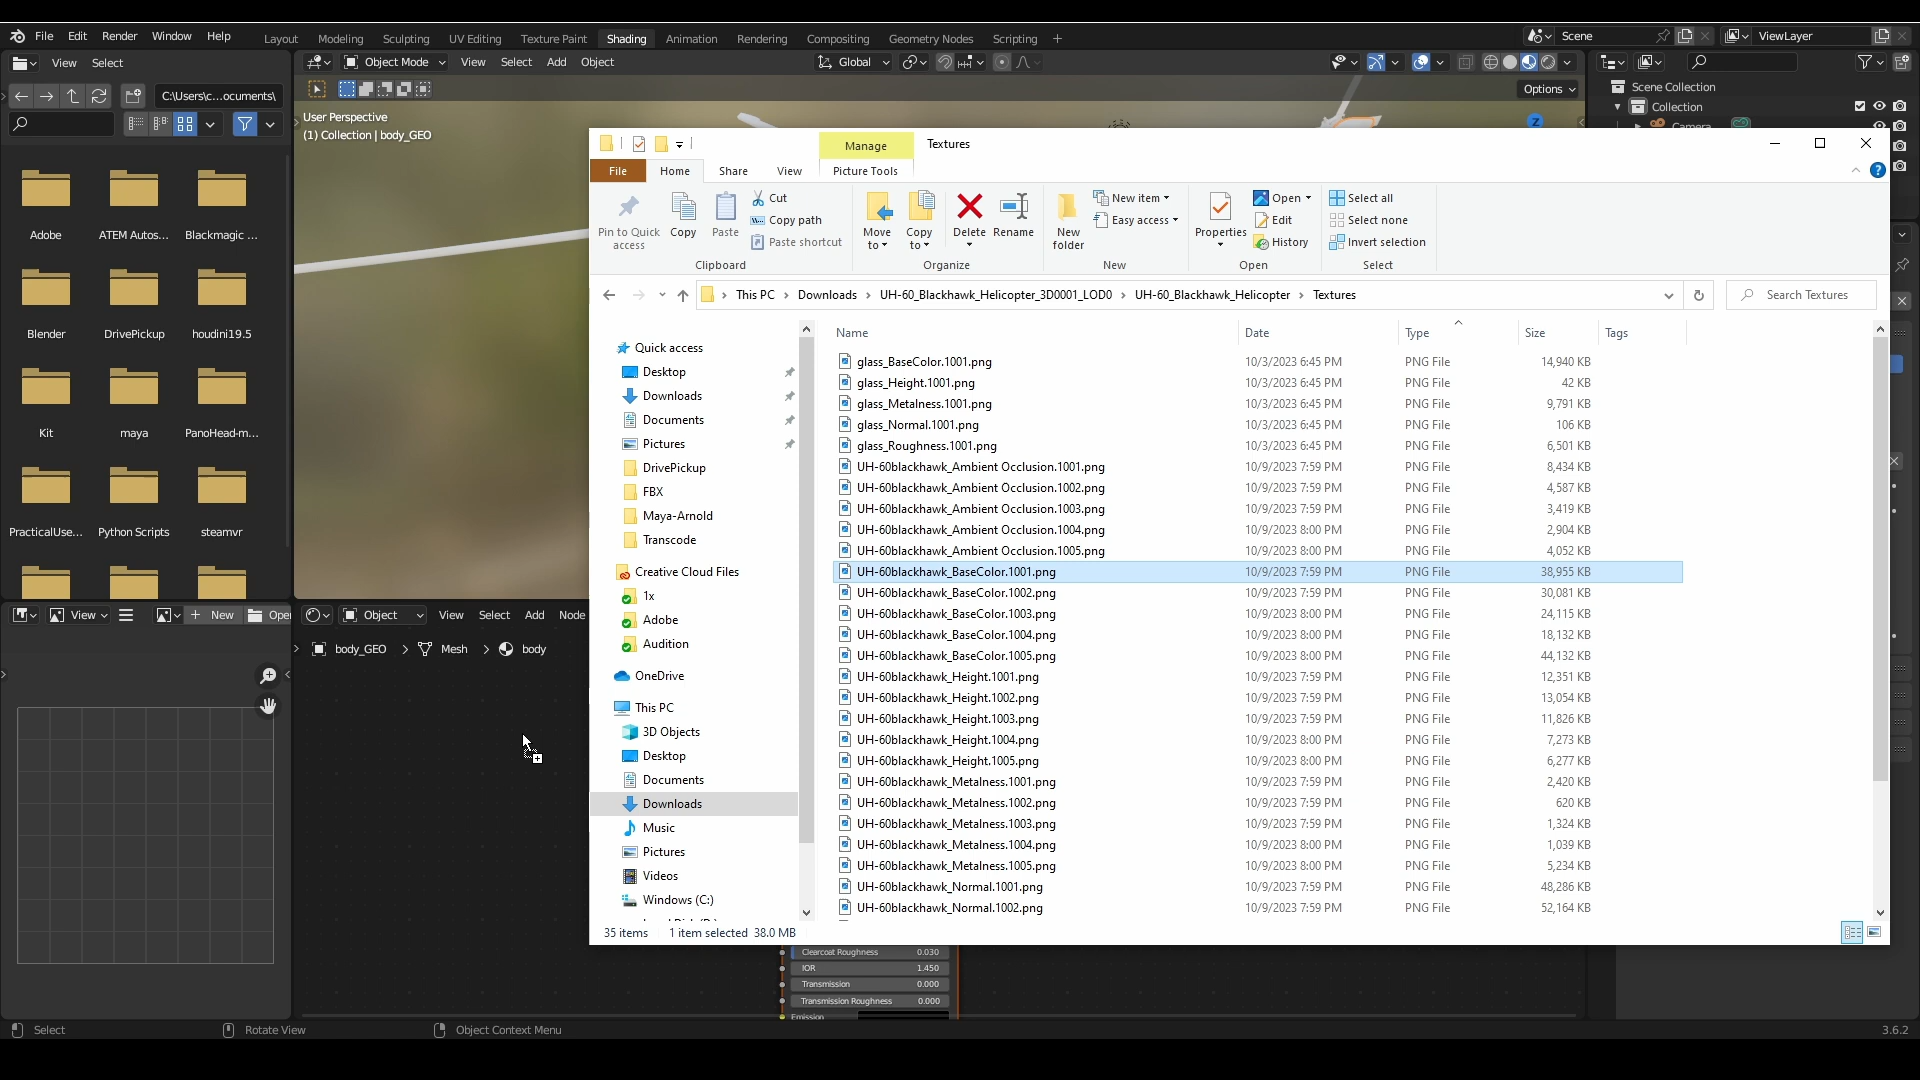 File Edit Render Window Help
Layout Modeling Sculpting UV Editing Texture Paint Shading Animation Rendering Compositing Geometry Nodes Scripting +
Scene
ViewLayer
View Select
Object Mode View Select Add Object
Global
C:\Users\c...ocuments\
Options
User Perspective
(1) Collection | body_GEO
Scene Collection
Collection
Camera
Adobe ATEM Autos... Blackmagic ...
Blender DrivePickup houdini19.5
Kit maya PanoHead-m...
PracticalUse... Python Scripts steamvr
Manage Textures
File Home Share View Picture Tools
Pin to Quick access
Copy
Paste
Cut
Copy path
Paste shortcut
Clipboard
Move to
Copy to
Delete
Rename
Organize
New folder
New item
Easy access
New
Properties
Open
Edit
History
Open
Select all
Select none
Invert selection
Select
This PC > Downloads > UH-60_Blackhawk_Helicopter_3D0001_LOD0 > UH-60_Blackhawk_Helicopter > Textures
Search Textures
Quick access
Desktop
Downloads
Documents
Pictures
DrivePickup
FBX
Maya-Arnold
Transcode
Creative Cloud Files
1x
Adobe
Audition
OneDrive
This PC
3D Objects
Desktop
Documents
Downloads
Music
Pictures
Videos
Windows (C:)
Name Date Type Size Tags
glass_BaseColor.1001.png 10/3/2023 6:45 PM PNG File 14,940 KB
glass_Height.1001.png 10/3/2023 6:45 PM PNG File 42 KB
glass_Metalness.1001.png 10/3/2023 6:45 PM PNG File 9,791 KB
glass_Normal.1001.png 10/3/2023 6:45 PM PNG File 106 KB
glass_Roughness.1001.png 10/3/2023 6:45 PM PNG File 6,501 KB
UH-60blackhawk_Ambient Occlusion.1001.png 10/9/2023 7:59 PM PNG File 8,434 KB
UH-60blackhawk_Ambient Occlusion.1002.png 10/9/2023 7:59 PM PNG File 4,587 KB
UH-60blackhawk_Ambient Occlusion.1003.png 10/9/2023 7:59 PM PNG File 3,419 KB
UH-60blackhawk_Ambient Occlusion.1004.png 10/9/2023 8:00 PM PNG File 2,904 KB
UH-60blackhawk_Ambient Occlusion.1005.png 10/9/2023 8:00 PM PNG File 4,052 KB
UH-60blackhawk_BaseColor.1001.png 10/9/2023 7:59 PM PNG File 38,955 KB
UH-60blackhawk_BaseColor.1002.png 10/9/2023 7:59 PM PNG File 30,081 KB
UH-60blackhawk_BaseColor.1003.png 10/9/2023 8:00 PM PNG File 24,115 KB
UH-60blackhawk_BaseColor.1004.png 10/9/2023 8:00 PM PNG File 18,132 KB
UH-60blackhawk_BaseColor.1005.png 10/9/2023 8:00 PM PNG File 44,132 KB
UH-60blackhawk_Height.1001.png 10/9/2023 7:59 PM PNG File 12,351 KB
UH-60blackhawk_Height.1002.png 10/9/2023 7:59 PM PNG File 13,054 KB
UH-60blackhawk_Height.1003.png 10/9/2023 7:59 PM PNG File 11,826 KB
UH-60blackhawk_Height.1004.png 10/9/2023 8:00 PM PNG File 7,273 KB
UH-60blackhawk_Height.1005.png 10/9/2023 8:00 PM PNG File 6,277 KB
UH-60blackhawk_Metalness.1001.png 10/9/2023 7:59 PM PNG File 2,420 KB
UH-60blackhawk_Metalness.1002.png 10/9/2023 7:59 PM PNG File 620 KB
UH-60blackhawk_Metalness.1003.png 10/9/2023 7:59 PM PNG File 1,324 KB
UH-60blackhawk_Metalness.1004.png 10/9/2023 8:00 PM PNG File 1,039 KB
UH-60blackhawk_Metalness.1005.png 10/9/2023 8:00 PM PNG File 5,234 KB
UH-60blackhawk_Normal.1001.png 10/9/2023 7:59 PM PNG File 48,286 KB
UH-60blackhawk_Normal.1002.png 10/9/2023 7:59 PM PNG File 52,164 KB
35 items 1 item selected 38.0 MB
View + New Ope
Object View Select Add Node
body_GEO > Mesh > body
Clearcoat Roughness 0.030
IOR 1.450
Transmission 0.000
Transmission Roughness 0.000
Emission
Select Rotate View Object Context Menu 3.6.2